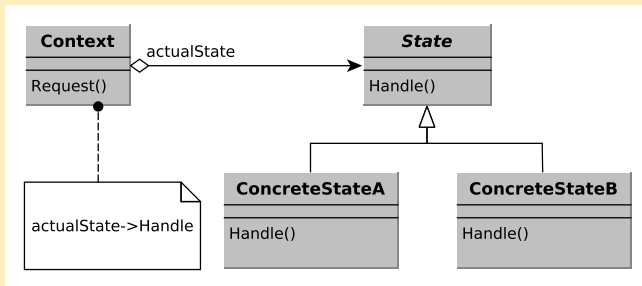 Context
actualState
State
Request()
Handle()
actualState->Handle
ConcreteStateA
ConcreteStateB
Handle()
Handle()